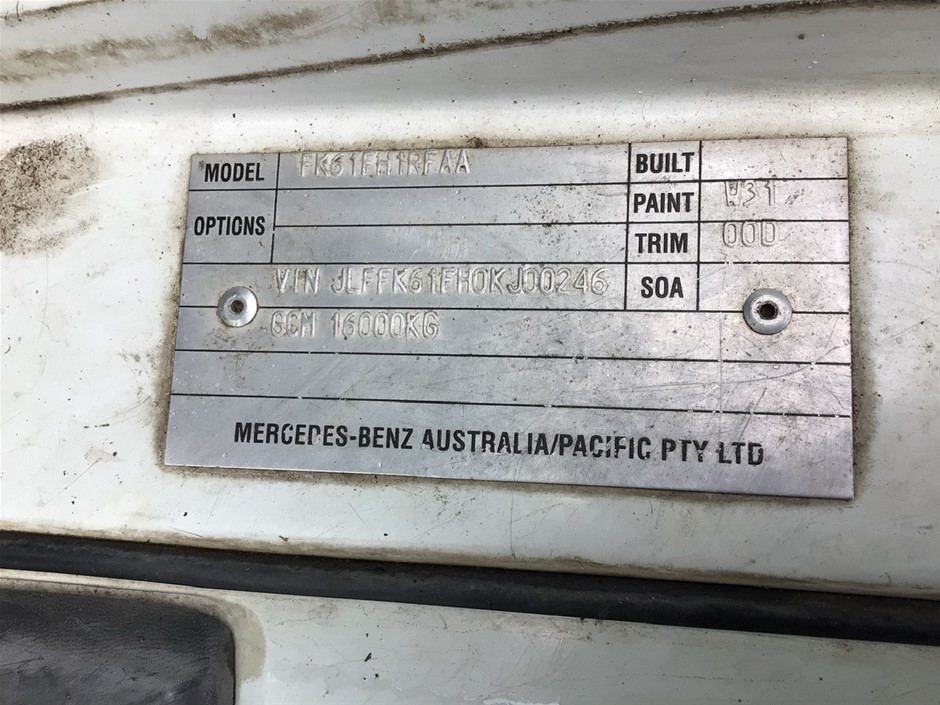 MODEL FK61FH1RFAA BUILT
OPTIONS PAINT W31
TRIM 00D
VIN JLFFK61FH0KJ00246 SOA
GCM 16000KG
MERCEDES-BENZ AUSTRALIA/PACIFIC PTY LTD